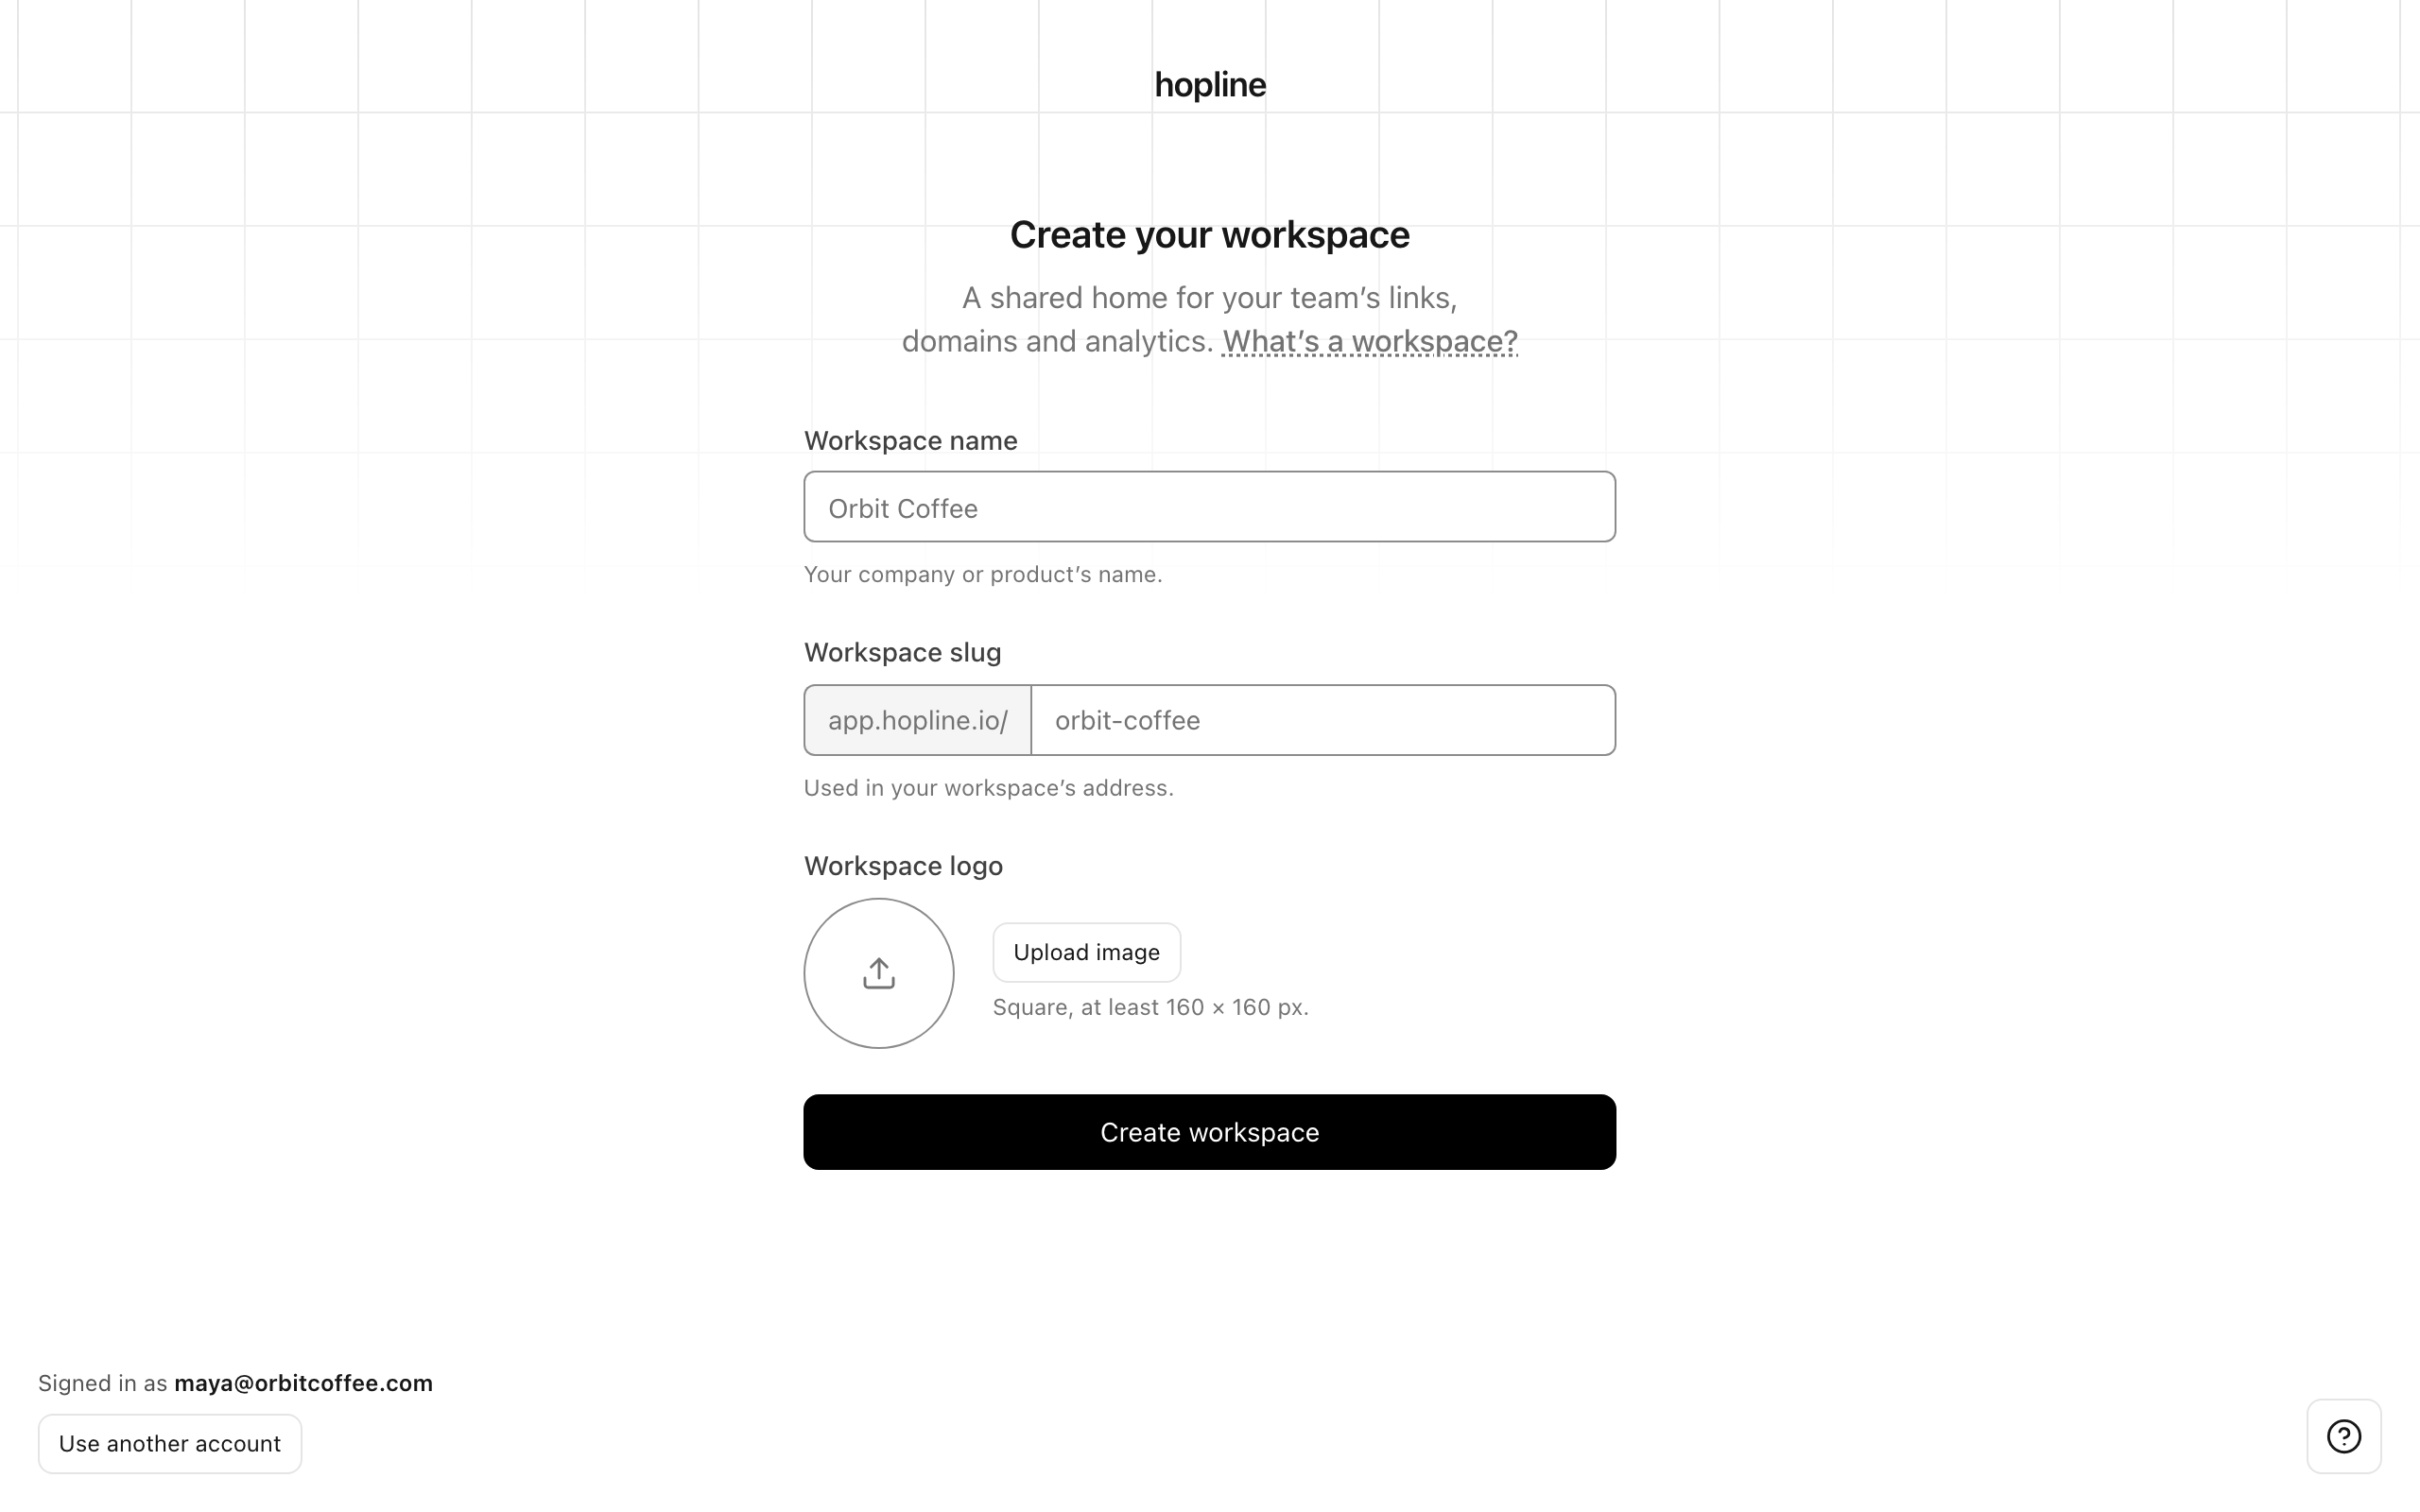 hopline
Create your workspace
A shared home for your team’s links,
domains and analytics. What’s a workspace?
Workspace name
Orbit Coffee
Your company or product’s name.
Workspace slug
app.hopline.io/ orbit-coffee
Used in your workspace’s address.
Workspace logo
Upload image
Square, at least 160 × 160 px.
Create workspace
Signed in as maya@orbitcoffee.com
Use another account